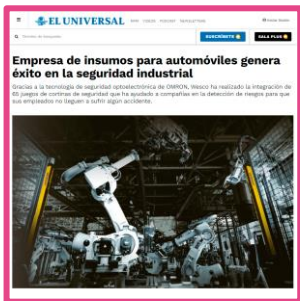 EL UNIVERSAL
SUSCRÍBETE
SALA PLUS
Empresa de insumos para automóviles genera
éxito en la seguridad industrial
Gracias a la tecnología de seguridad optoelectrónica de OMRON, Wesco ha realizado la integración de
65 juegos de cortinas de seguridad que ha ayudado a compañías en la detección de riesgos para que
sus empleados no lleguen a sufrir algún accidente.